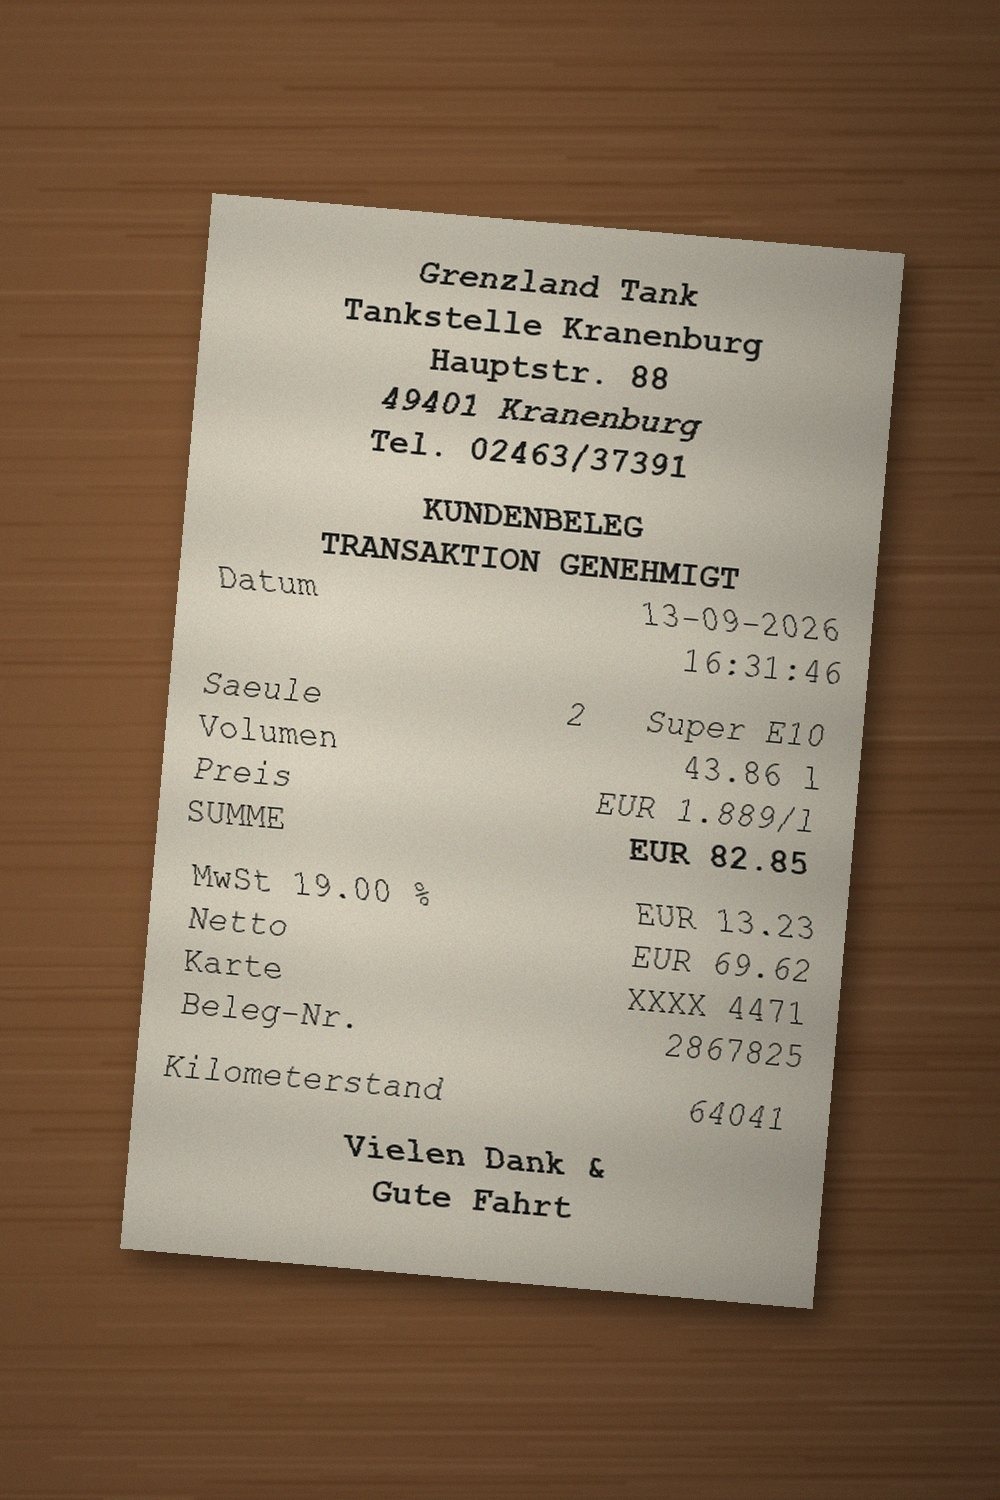 Grenzland Tank
Tankstelle Kranenburg
Hauptstr. 88
49401 Kranenburg
Tel. 02463/37391
KUNDENBELEG
TRANSAKTION GENEHMIGT
Datum 13-09-2026
16:31:46
Saeule 2 Super E10
Volumen 43.86 l
Preis EUR 1.889/l
SUMME EUR 82.85
MwSt 19.00 % EUR 13.23
Netto EUR 69.62
Karte XXXX 4471
Beleg-Nr. 2867825
Kilometerstand 64041
Vielen Dank &
Gute Fahrt